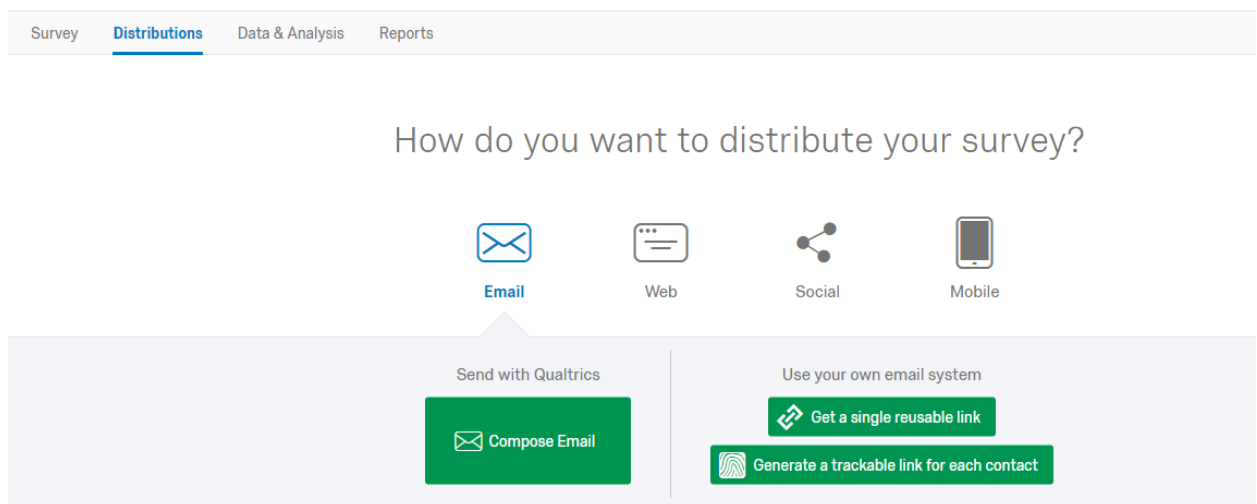 Survey Distributions Data & Analysis Reports
How do you want to distribute your survey?
Email Web Social Mobile
Send with Qualtrics
Compose Email
Use your own email system
Get a single reusable link
Generate a trackable link for each contact